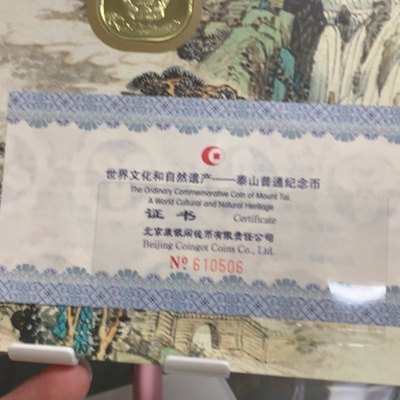 世界文化和自然遗产——泰山普通纪念币
The Ordinary Commemorative Coin of Mount Tai,
A World Cultural and Natural Heritage
证 书 Certificate
北京康银阁钱币有限责任公司
Beijing Coingot Coins Co., Ltd.
№ 610506